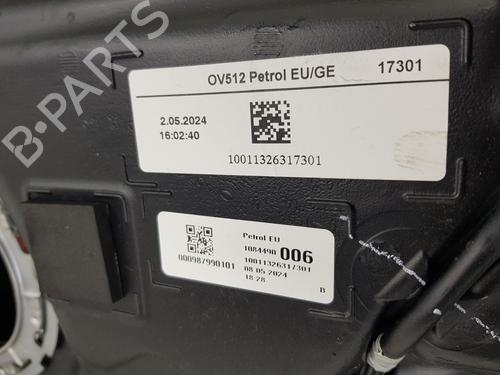 B-PARTS
OV512 Petrol EU/GE 17301
2.05.2024
16:02:40
10011326317301
Petrol EU
1084490 006
10011326317301
000987990101
08.05.2024
18:28
B